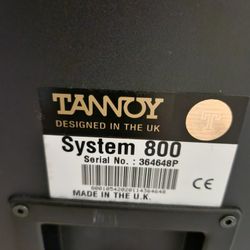 TANNOY
DESIGNED IN THE UK
T
System 800
Serial No. : 364648P
MADE IN THE U.K.
CE